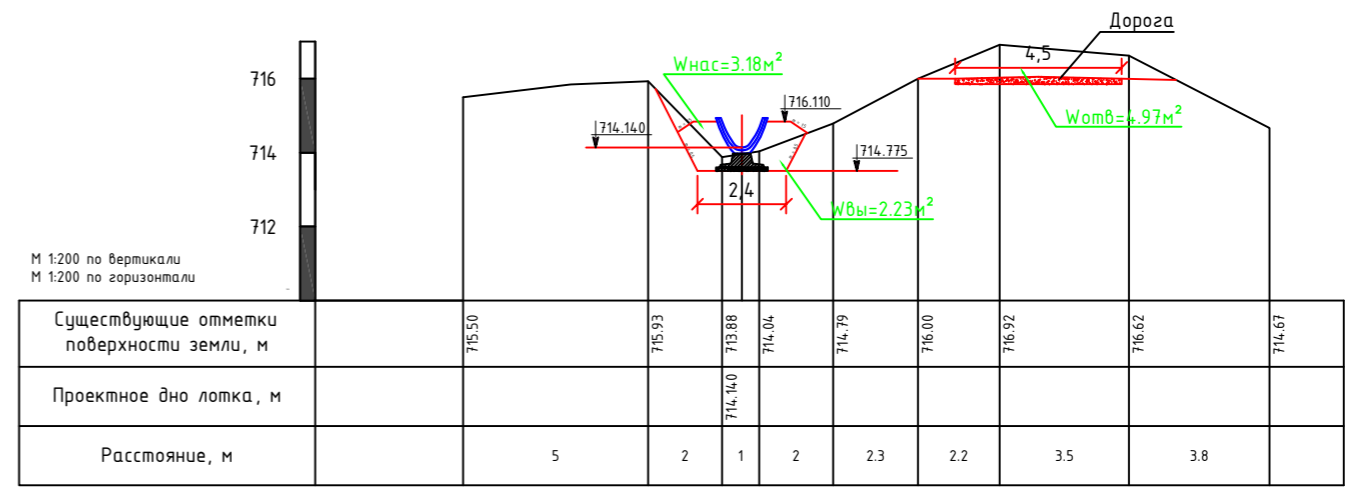 Дорога
4,5
Wнас=3.18м²
716
716.110
Wотв=4.97м²
714.140
714
714.775
2,4
Wвы=2.23м²
712
М 1:200 по вертикали
М 1:200 по горизонтали
Существующие отметки
поверхности земли, м
715.50
715.93
713.88
714.04
714.79
716.00
716.92
716.62
714.67
Проектное дно лотка, м
714.140
Расстояние, м
5
2
1
2
2.3
2.2
3.5
3.8